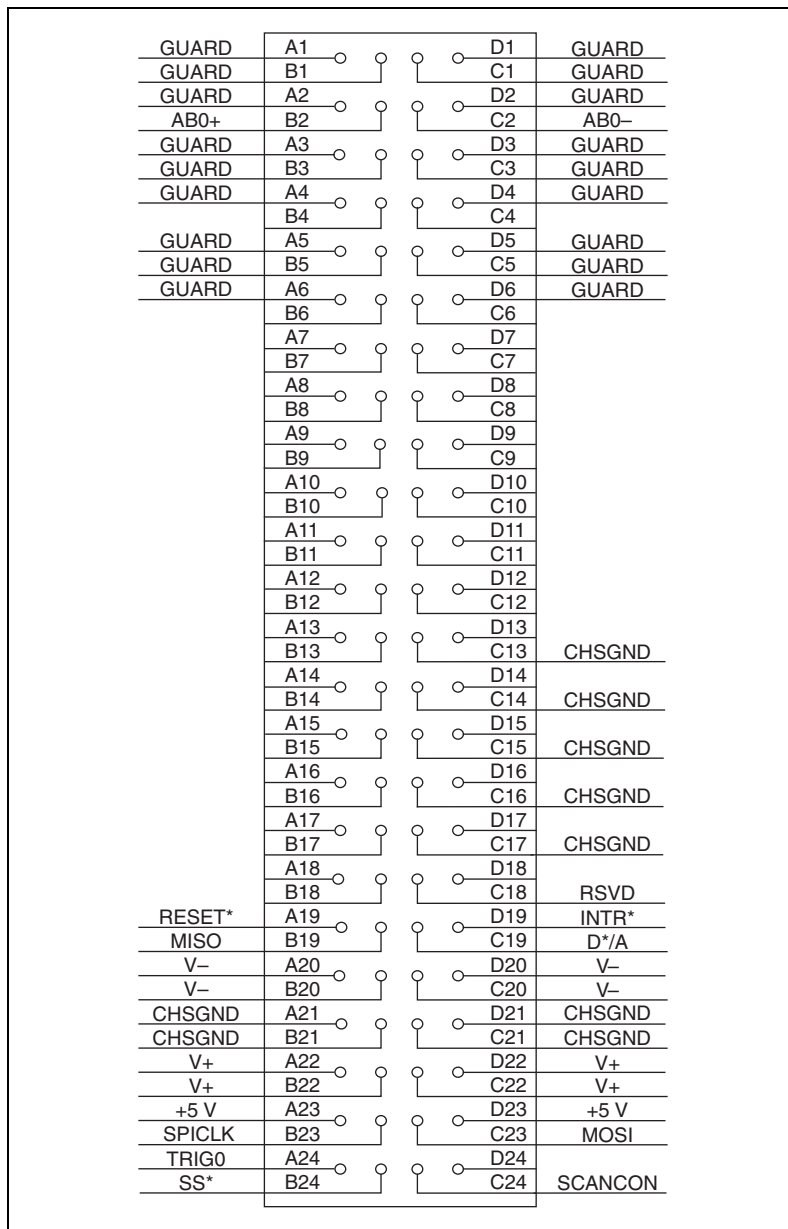 GUARD A1 D1 GUARD
GUARD B1 C1 GUARD
GUARD A2 D2 GUARD
AB0+ B2 C2 AB0–
GUARD A3 D3 GUARD
GUARD B3 C3 GUARD
GUARD A4 D4 GUARD
B4 C4
GUARD A5 D5 GUARD
GUARD B5 C5 GUARD
GUARD A6 D6 GUARD
B6 C6
A7 D7
B7 C7
A8 D8
B8 C8
A9 D9
B9 C9
A10 D10
B10 C10
A11 D11
B11 C11
A12 D12
B12 C12
A13 D13
B13 C13 CHSGND
A14 D14
B14 C14 CHSGND
A15 D15
B15 C15 CHSGND
A16 D16
B16 C16 CHSGND
A17 D17
B17 C17 CHSGND
A18 D18
B18 C18 RSVD
RESET* A19 D19 INTR*
MISO B19 C19 D*/A
V– A20 D20 V–
V– B20 C20 V–
CHSGND A21 D21 CHSGND
CHSGND B21 C21 CHSGND
V+ A22 D22 V+
V+ B22 C22 V+
+5 V A23 D23 +5 V
SPICLK B23 C23 MOSI
TRIG0 A24 D24
SS* B24 C24 SCANCON